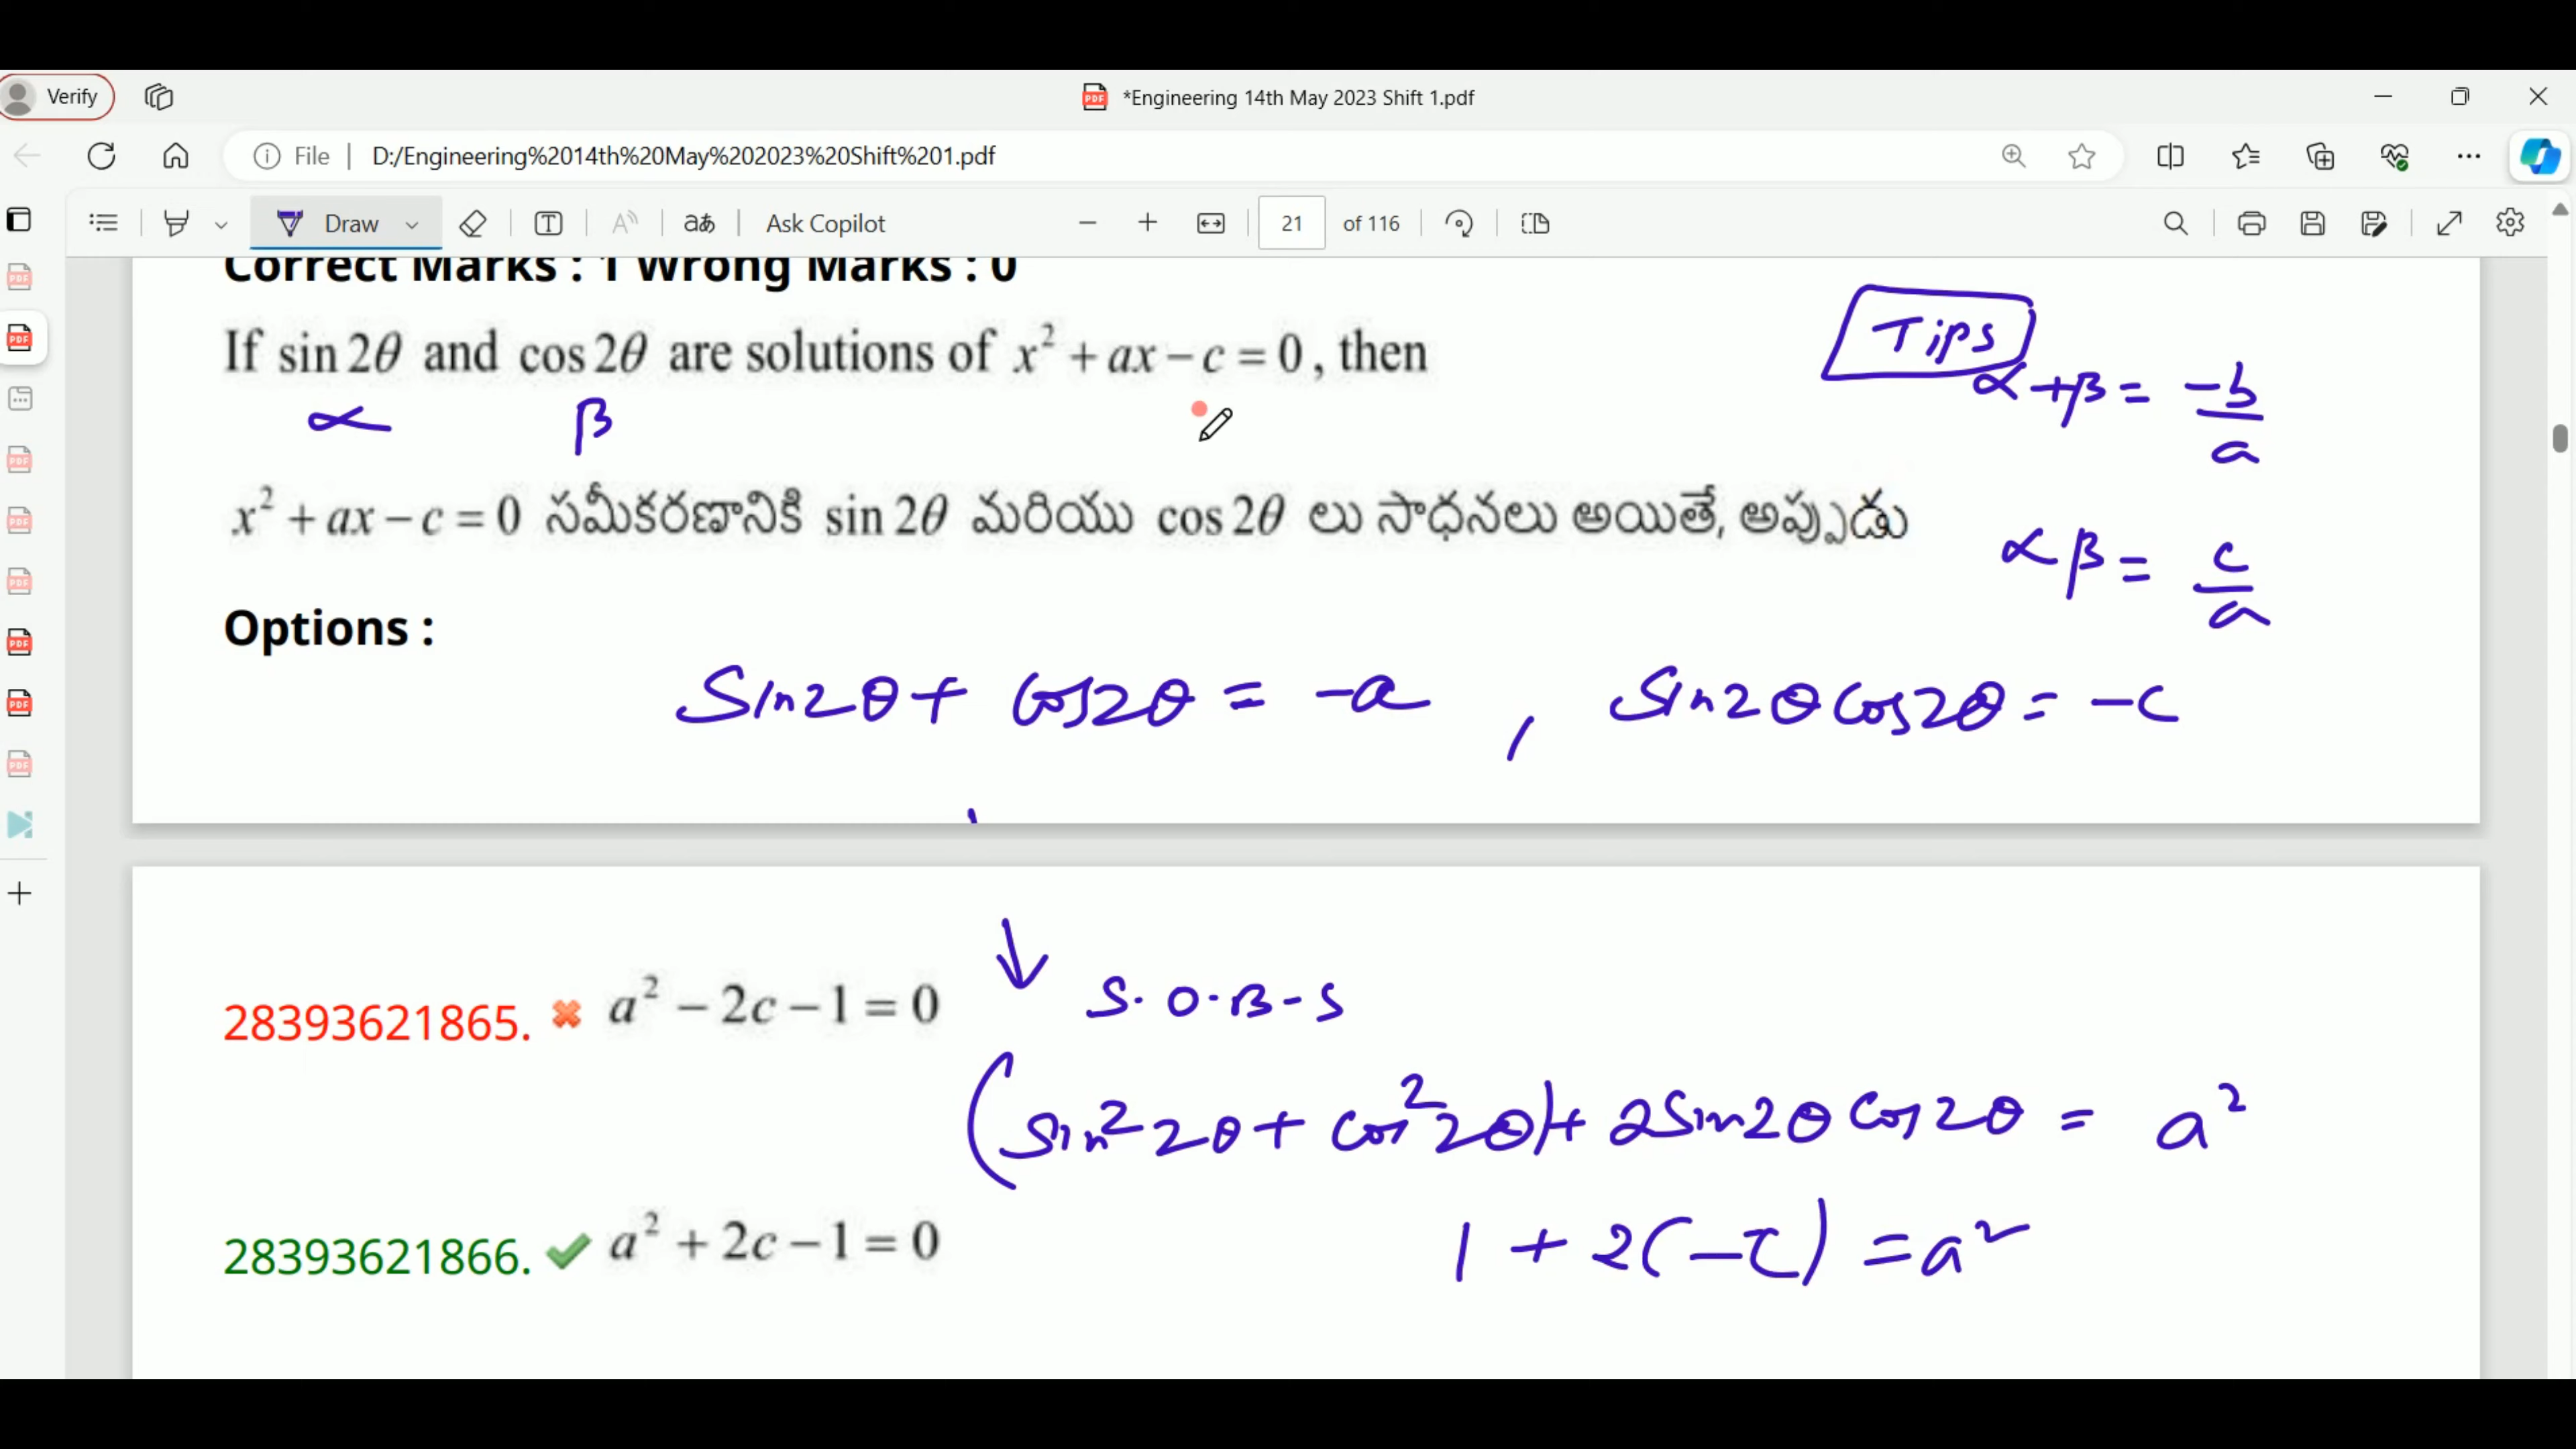 Verify
*Engineering 14th May 2023 Shift 1.pdf
File | D:/Engineering%2014th%20May%202023%20Shift%201.pdf
Draw aあ Ask Copilot 21 of 116
Correct Marks : 1 Wrong Marks : 0
Tips
If sin 2θ and cos 2θ are solutions of x² + ax − c = 0, then
α β
α + β = -b/a
x² + ax − c = 0 సమీకరణానికి sin 2θ మరియు cos 2θ లు సాధనలు అయితే, అప్పుడు
αβ = c/a
Options :
Sin2θ + Cos2θ = -a , Sin2θ Cos2θ = -c
28393621865. ✖ a² − 2c − 1 = 0
↓ S.O.B-S
(Sin²2θ + Cos²2θ) + 2Sin2θ Cos2θ = a²
28393621866. ✔ a² + 2c − 1 = 0
1 + 2(-c) = a²